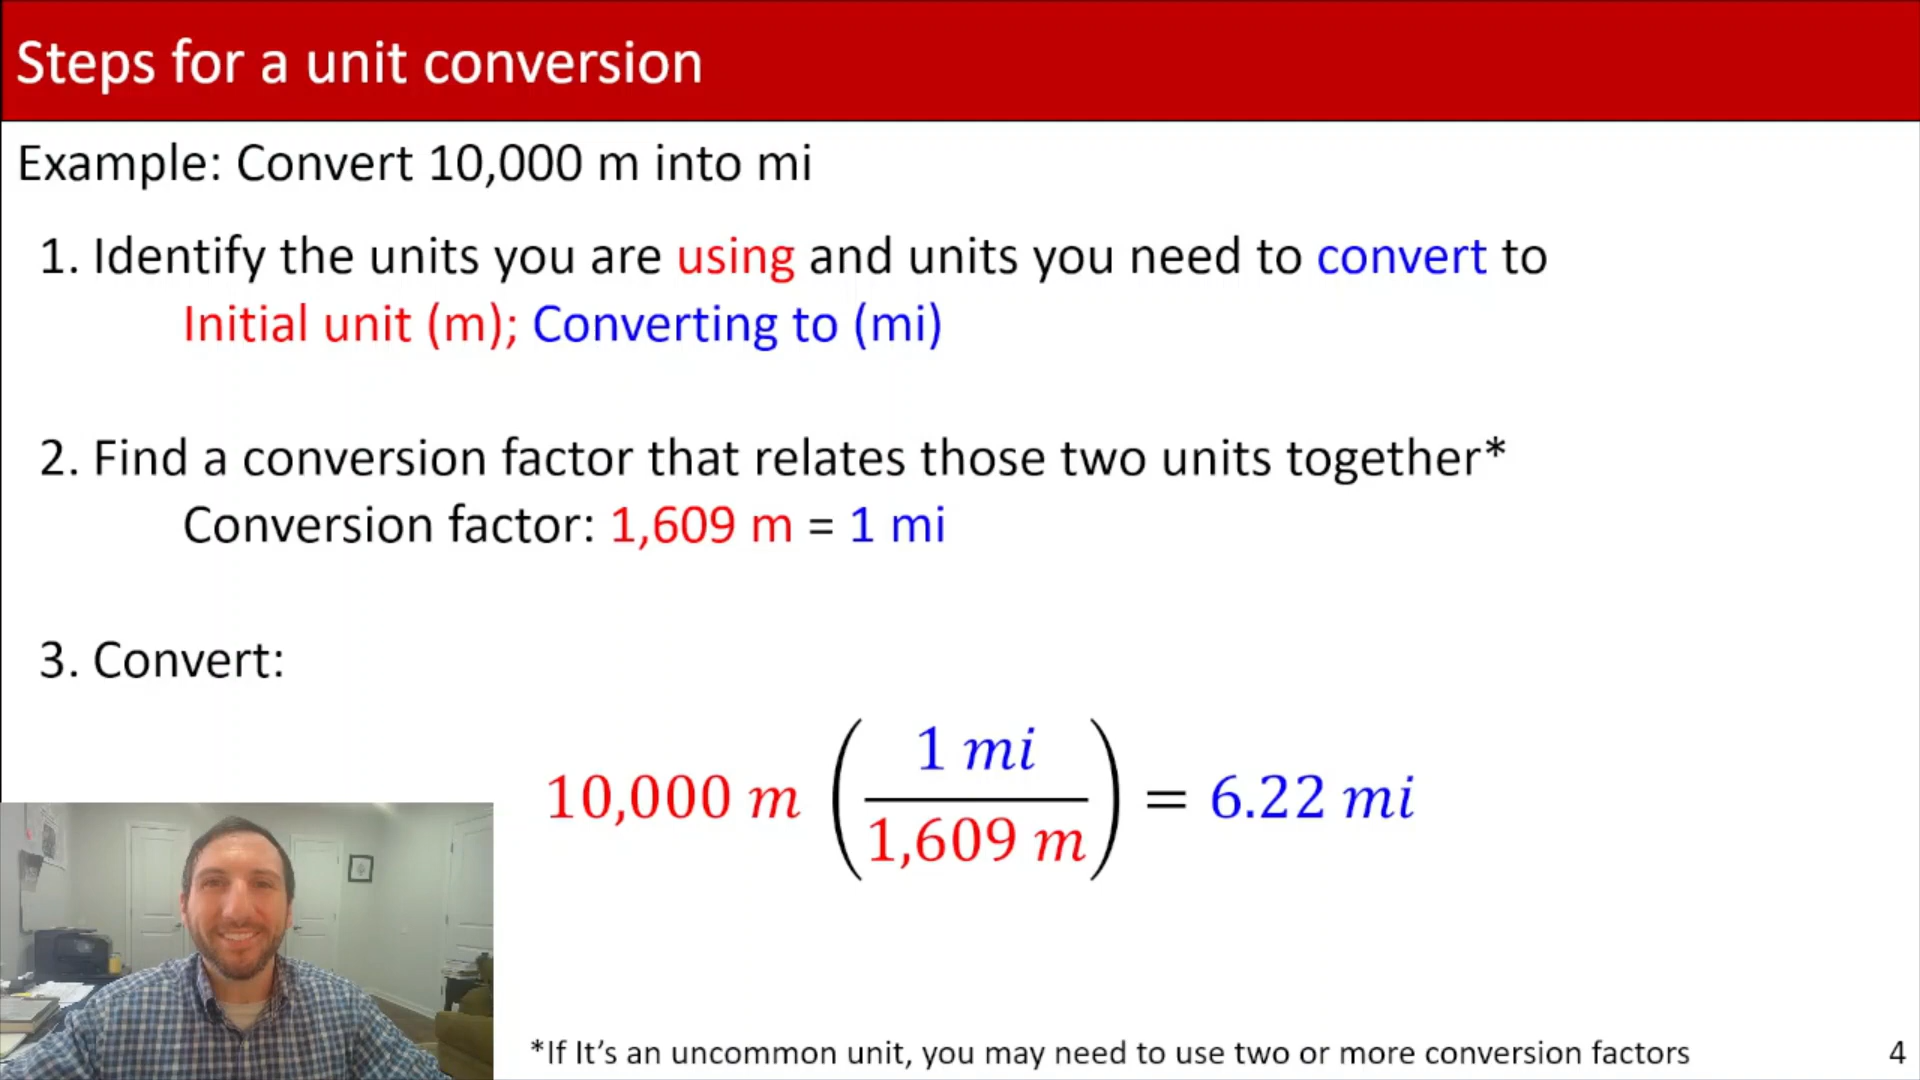 Steps for a unit conversion
Example: Convert 10,000 m into mi
1. Identify the units you are using and units you need to convert to
Initial unit (m); Converting to (mi)
2. Find a conversion factor that relates those two units together*
Conversion factor: 1,609 m = 1 mi
3. Convert:
10,000 m (1 mi / 1,609 m) = 6.22 mi
*If It's an uncommon unit, you may need to use two or more conversion factors
4